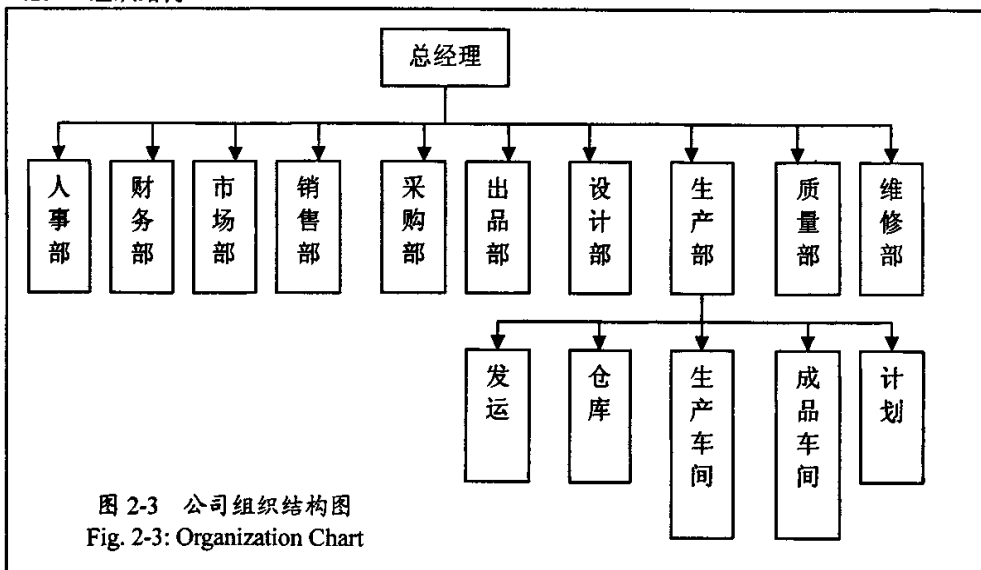 总经理
人事部
财务部
市场部
销售部
采购部
出品部
设计部
生产部
质量部
维修部
发运
仓库
生产车间
成品车间
计划
图 2-3 公司组织结构图
Fig. 2-3: Organization Chart